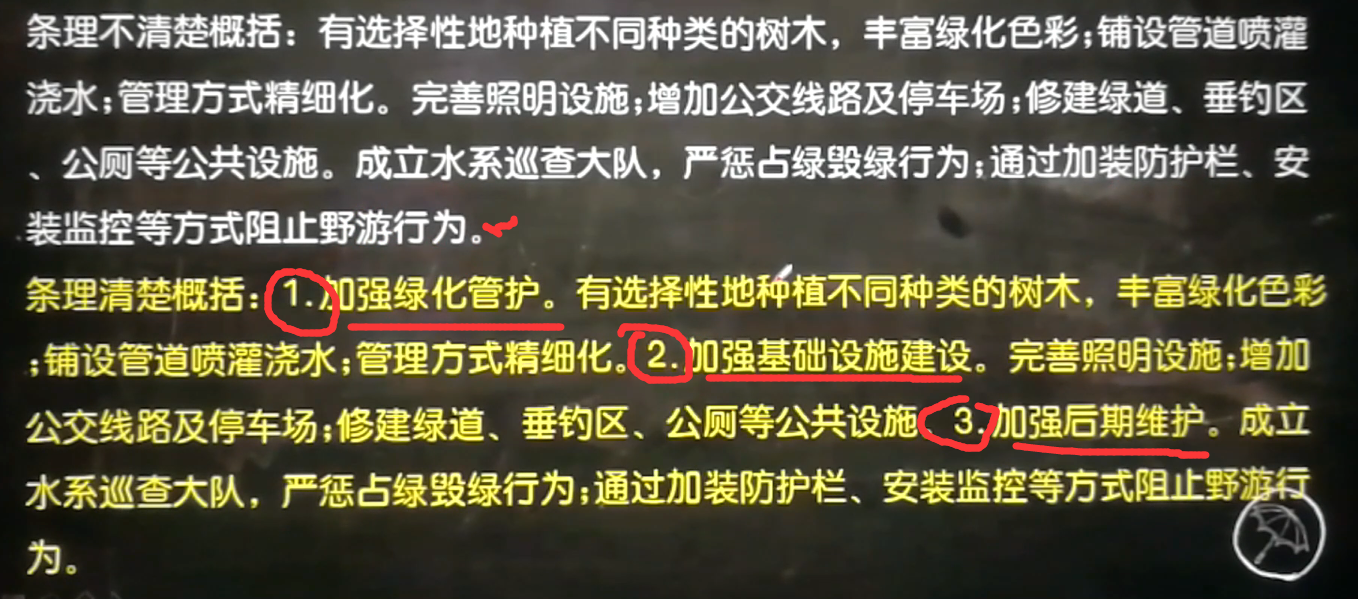 条理不清楚概括：有选择性地种植不同种类的树木，丰富绿化色彩;铺设管道喷灌
浇水;管理方式精细化。完善照明设施;增加公交线路及停车场;修建绿道、垂钓区
、公厕等公共设施。成立水系巡查大队，严惩占绿毁绿行为;通过加装防护栏、安
装监控等方式阻止野游行为。
条理清楚概括：1.加强绿化管护。有选择性地种植不同种类的树木，丰富绿化色彩
;铺设管道喷灌浇水;管理方式精细化。2.加强基础设施建设。完善照明设施;增加
公交线路及停车场;修建绿道、垂钓区、公厕等公共设施。3.加强后期维护。成立
水系巡查大队，严惩占绿毁绿行为;通过加装防护栏、安装监控等方式阻止野游行
为。